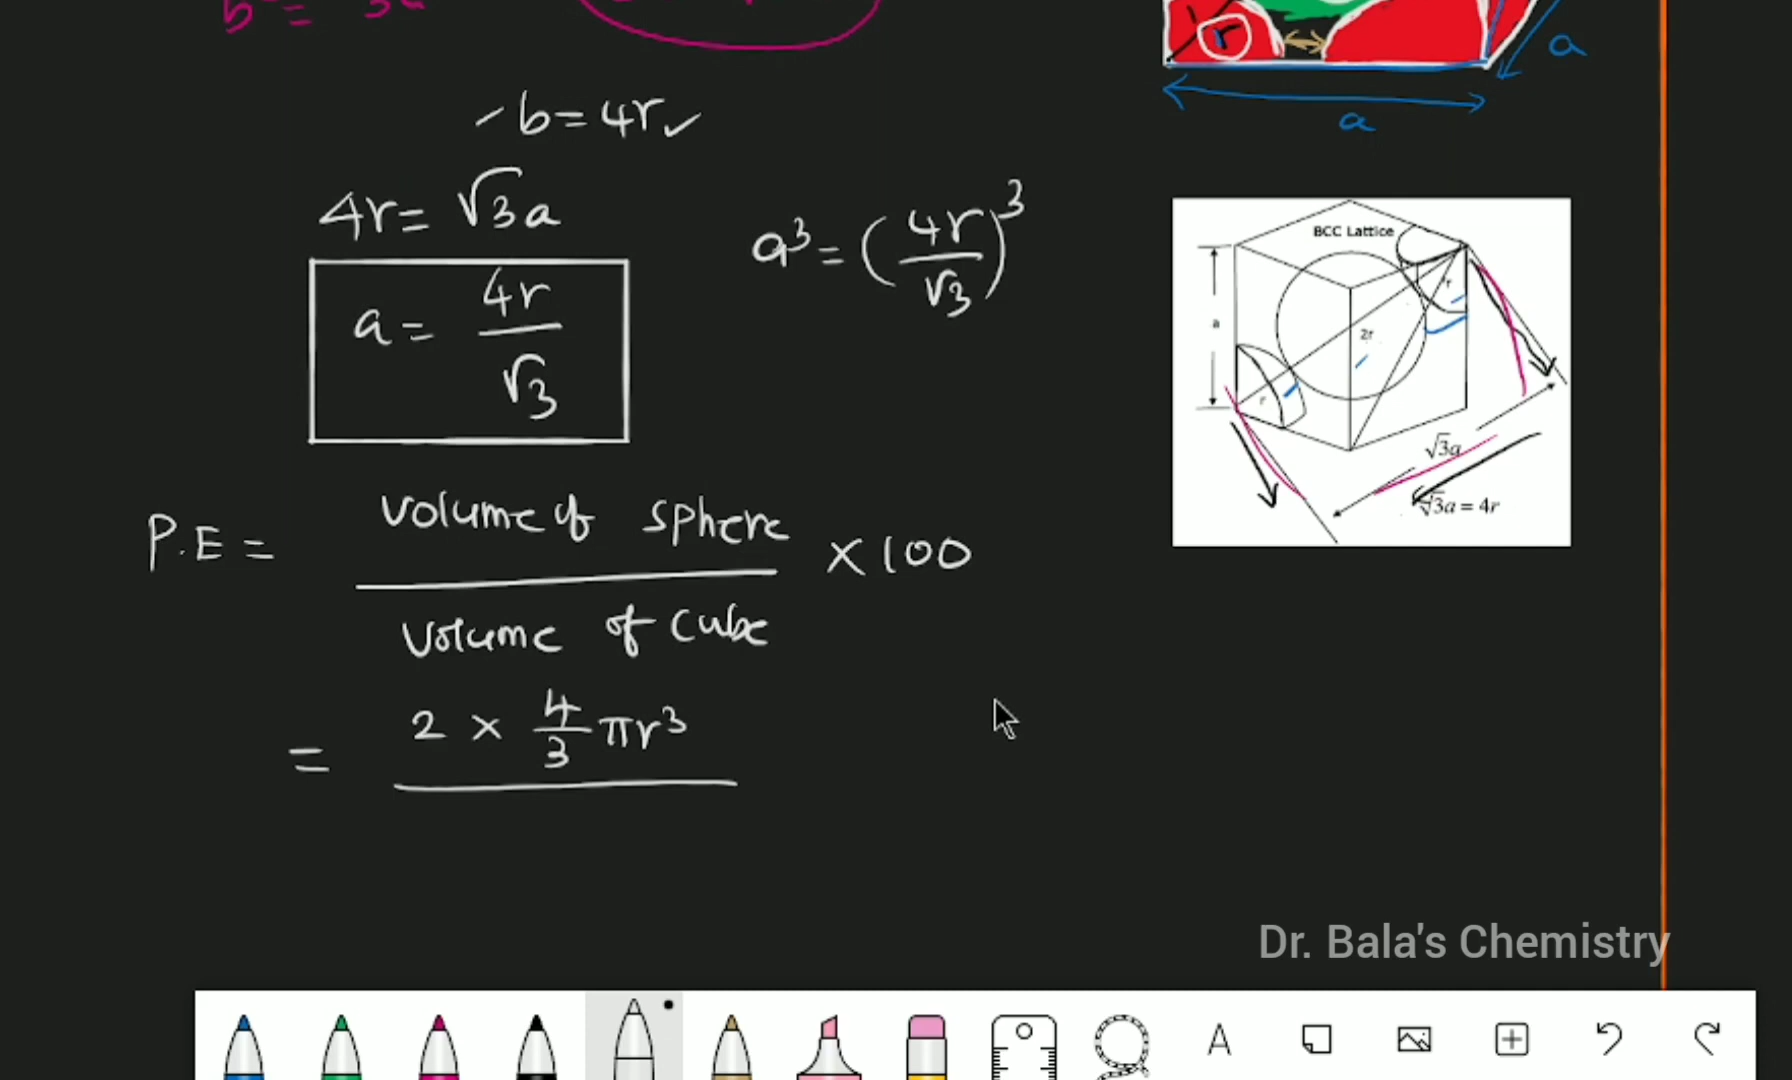 b = 3a
r
a
a
b = 4r ✓
4r = √3a
a³ = (4r/√3)³
a = 4r/√3
BCC Lattice
a
r
2r
r
√3a
√3a = 4r
P.E = volume of sphere / volume of cube × 100
= 2 × 4/3 πr³
Dr. Bala's Chemistry
A